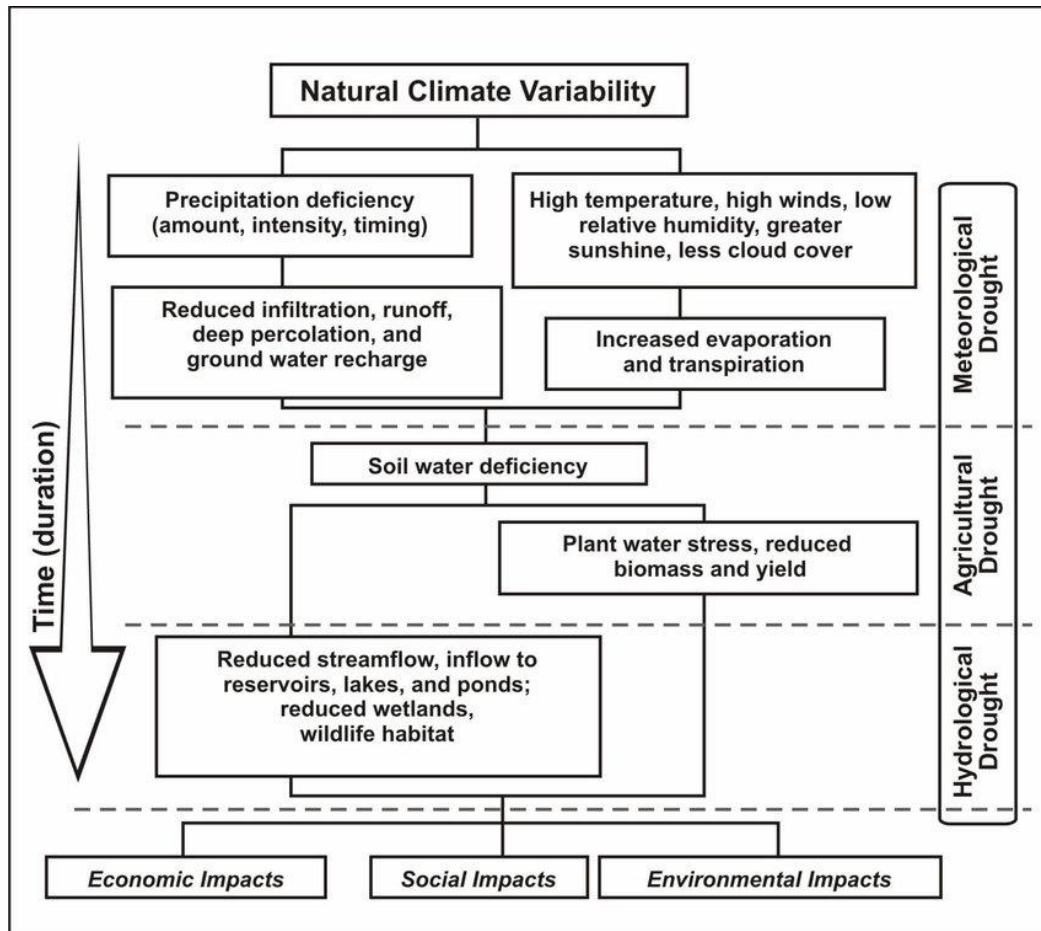 Natural Climate Variability
Precipitation deficiency
(amount, intensity, timing)
High temperature, high winds, low
relative humidity, greater
sunshine, less cloud cover
Reduced infiltration, runoff,
deep percolation, and
ground water recharge
Increased evaporation
and transpiration
Meteorological
Drought
Time (duration)
Soil water deficiency
Plant water stress, reduced
biomass and yield
Agricultural
Drought
Reduced streamflow, inflow to
reservoirs, lakes, and ponds;
reduced wetlands,
wildlife habitat
Hydrological
Drought
Economic Impacts
Social Impacts
Environmental Impacts